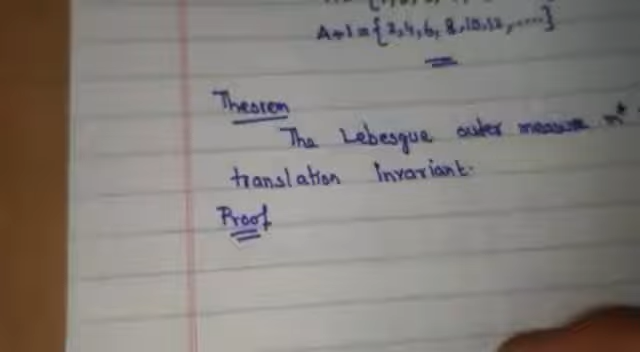 A+1={2,4,6,8,10,12,.....}
Theorem
The Lebesgue outer measure m*
translation invariant.
Proof